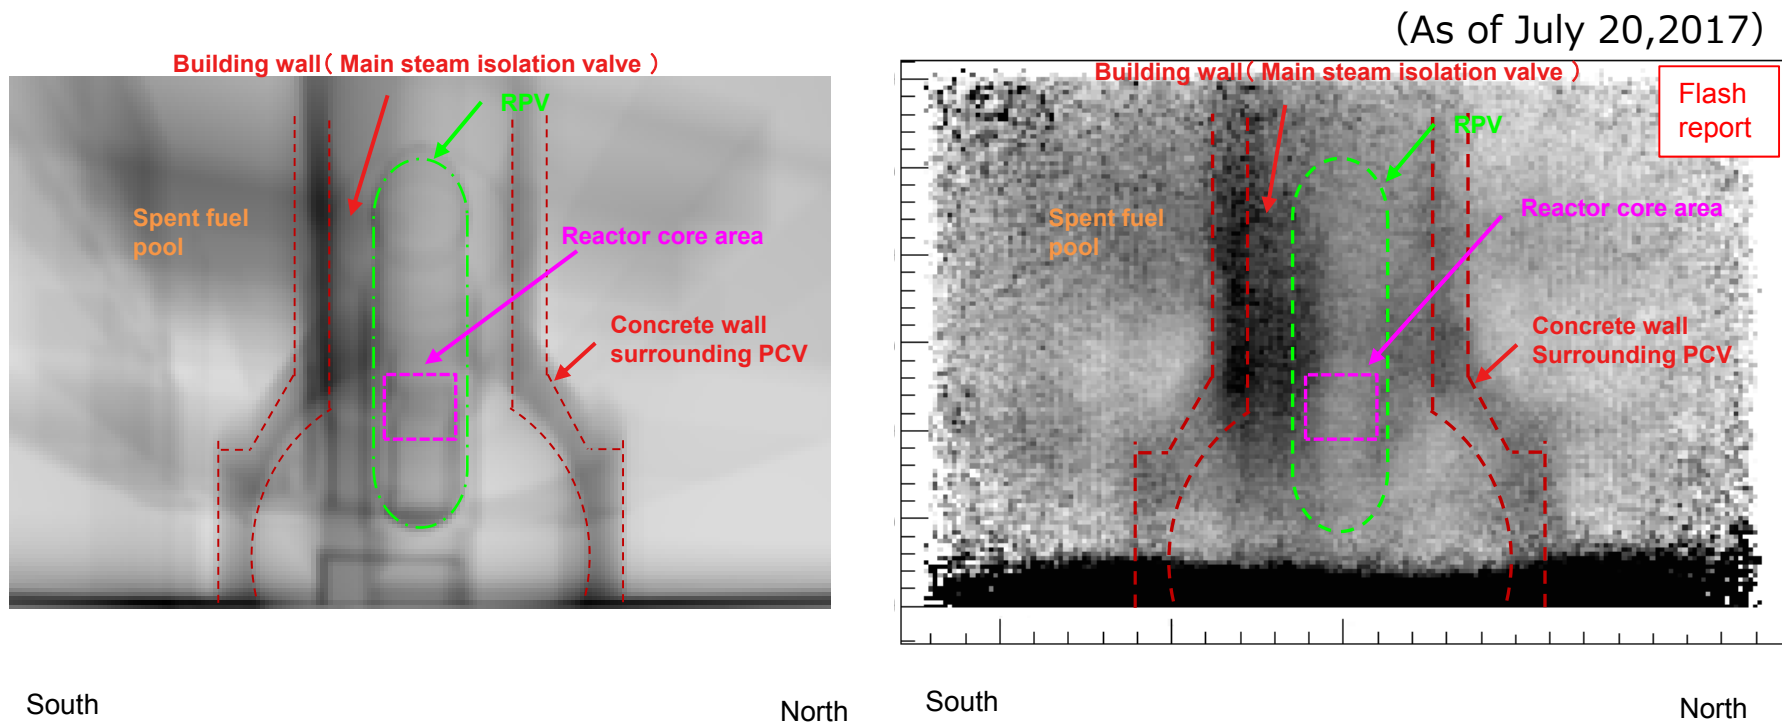 （As of July 20,2017）
Building wall（ Main steam isolation valve ）
RPV
Spent fuel
pool
Reactor core area
Concrete wall
surrounding PCV
South
North
Building wall（ Main steam isolation valve ）
Flash
report
RPV
Spent fuel
pool
Reactor core area
Concrete wall
Surrounding PCV
South
North